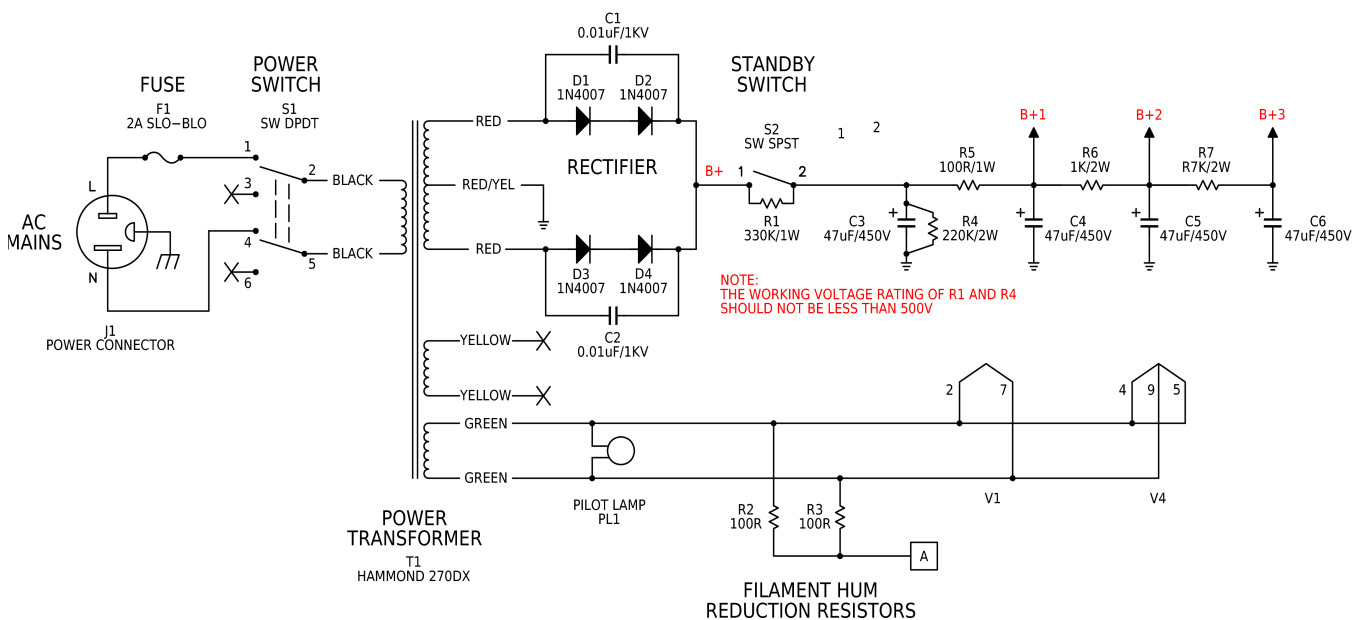 C1
0.01uF/1KV
POWER
SWITCH
STANDBY
SWITCH
FUSE
F1
2A SLO-BLO
S1
SW DPDT
D1
1N4007
D2
1N4007
S2
SW SPST
1
2
B+1
B+2
B+3
RED
RECTIFIER
1
2
3
4
5
6
BLACK
BLACK
RED/YEL
B+
1
2
R5
100R/1W
R6
1K/2W
R7
R7K/2W
L
N
AC
MAINS
R1
330K/1W
+
C3
47uF/450V
R4
220K/2W
+
C4
47uF/450V
+
C5
47uF/450V
+
C6
47uF/450V
RED
D3
1N4007
D4
1N4007
NOTE:
THE WORKING VOLTAGE RATING OF R1 AND R4
SHOULD NOT BE LESS THAN 500V
J1
POWER CONNECTOR
C2
0.01uF/1KV
YELLOW
YELLOW
2
7
4
9
5
GREEN
GREEN
PILOT LAMP
PL1
V1
V4
R2
100R
R3
100R
A
POWER
TRANSFORMER
T1
HAMMOND 270DX
FILAMENT HUM
REDUCTION RESISTORS